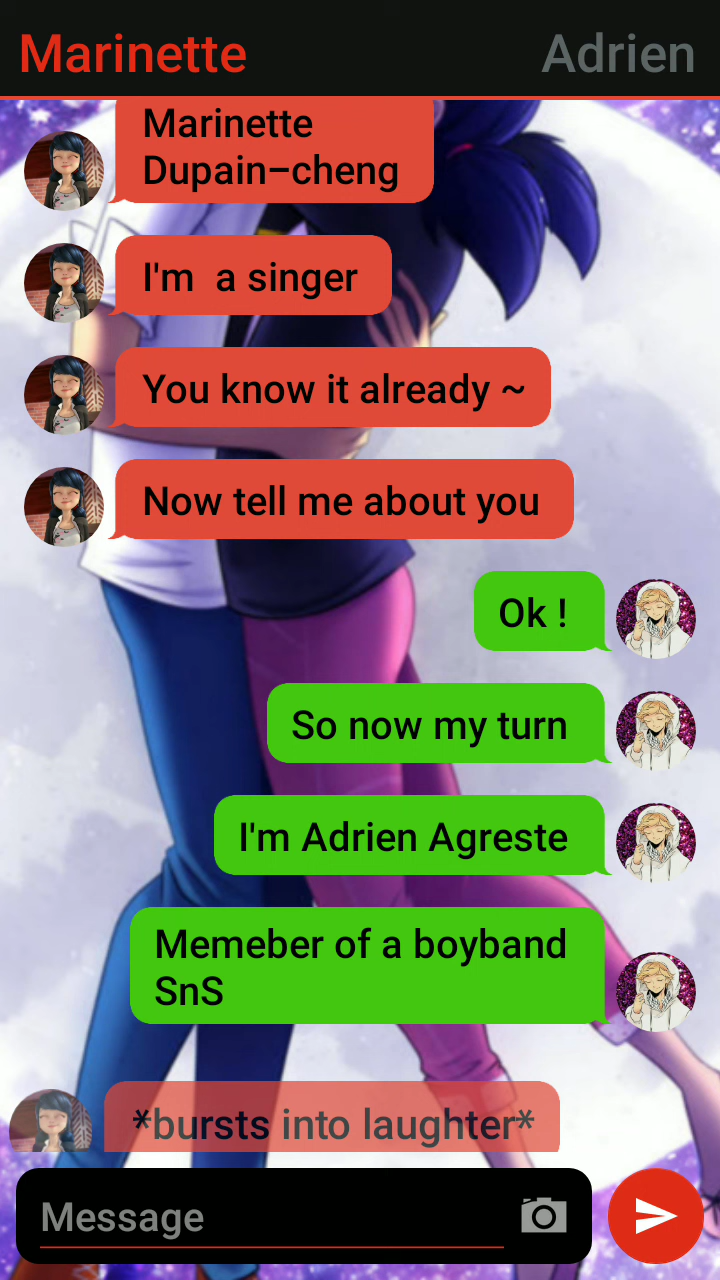 Marinette Adrien
Marinette
Dupain–cheng
I'm  a singer
You know it already ~
Now tell me about you
Ok !
So now my turn
I'm Adrien Agreste
Memeber of a boyband
SnS
*bursts into laughter*
Message